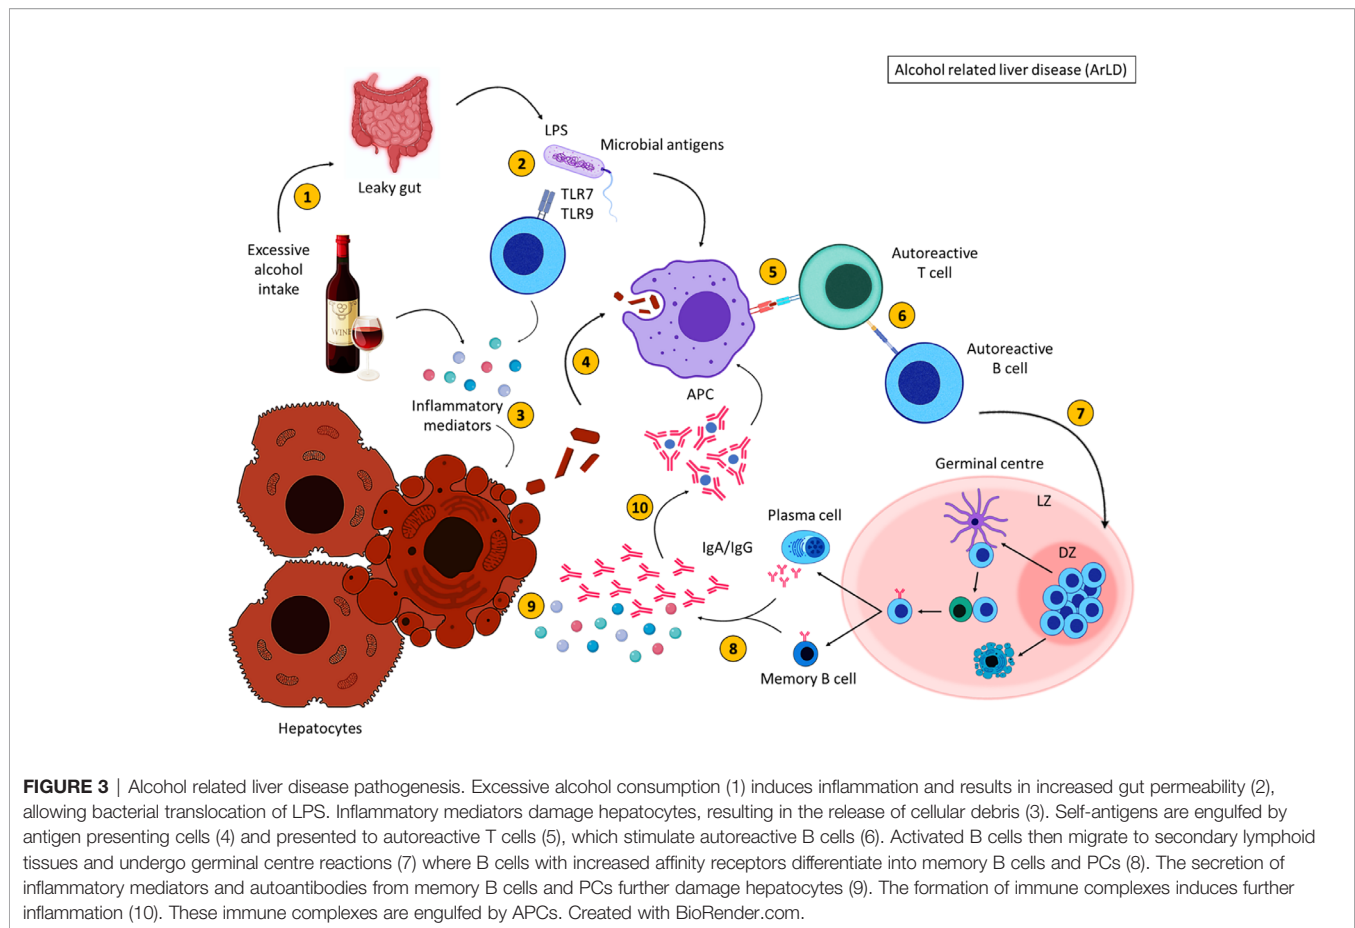 Alcohol related liver disease (ArLD)
LPS
Microbial antigens
2
TLR7
TLR9
Leaky gut
1
Excessive
alcohol
intake
WINE
5
Autoreactive
T cell
6
Autoreactive
B cell
4
APC
Inflammatory
mediators
3
7
Germinal centre
LZ
DZ
10
Plasma cell
IgA/IgG
9
8
Memory B cell
Hepatocytes
FIGURE 3 | Alcohol related liver disease pathogenesis. Excessive alcohol consumption (1) induces inflammation and results in increased gut permeability (2),
allowing bacterial translocation of LPS. Inflammatory mediators damage hepatocytes, resulting in the release of cellular debris (3). Self-antigens are engulfed by
antigen presenting cells (4) and presented to autoreactive T cells (5), which stimulate autoreactive B cells (6). Activated B cells then migrate to secondary lymphoid
tissues and undergo germinal centre reactions (7) where B cells with increased affinity receptors differentiate into memory B cells and PCs (8). The secretion of
inflammatory mediators and autoantibodies from memory B cells and PCs further damage hepatocytes (9). The formation of immune complexes induces further
inflammation (10). These immune complexes are engulfed by APCs. Created with BioRender.com.